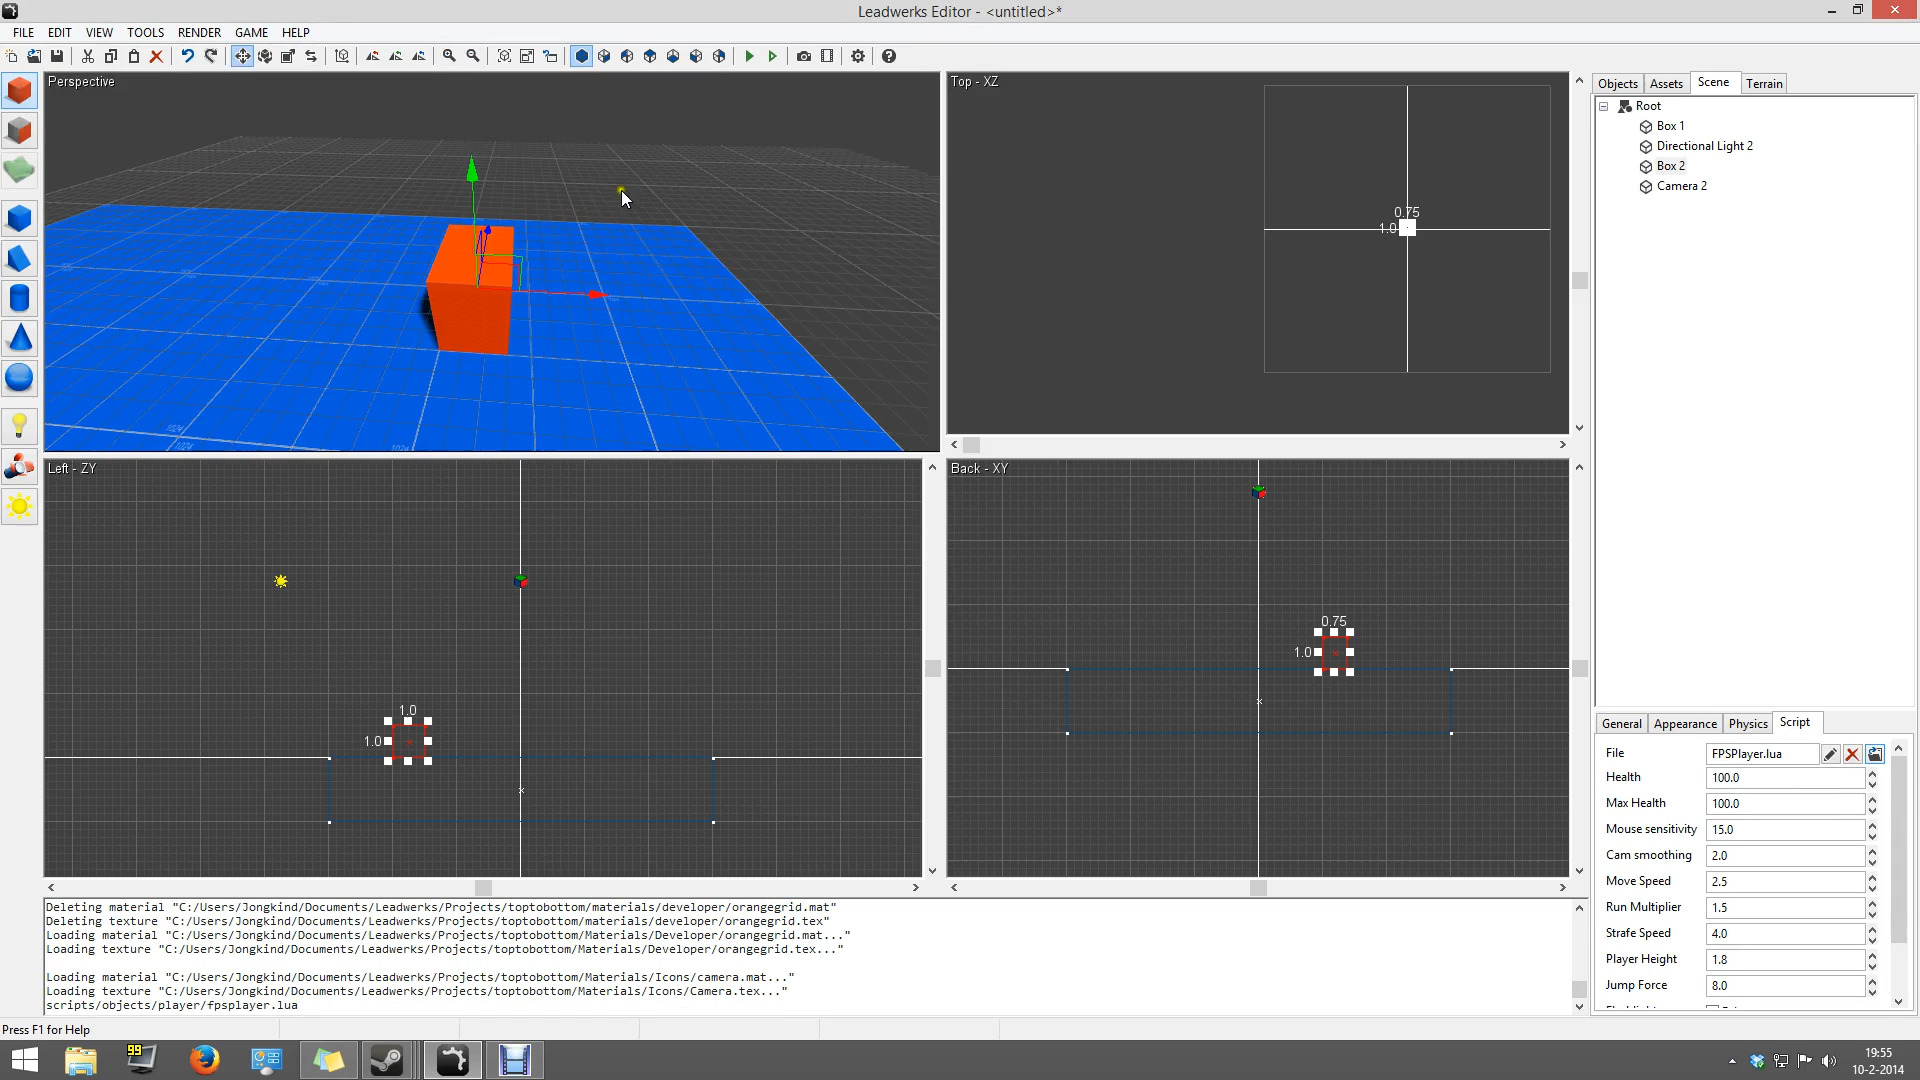 Leadwerks Editor - <untitled>*
FILE EDIT VIEW TOOLS RENDER GAME HELP
Perspective
1024
1024
Top - XZ
0.75
1.0
Left - ZY
1.0
1.0
Back - XY
0.75
1.0
Objects Assets Scene Terrain
Root
Box 1
Directional Light 2
Box 2
Camera 2
General Appearance Physics Script
File FPSPlayer.lua
Health 100.0
Max Health 100.0
Mouse sensitivity 15.0
Cam smoothing 2.0
Move Speed 2.5
Run Multiplier 1.5
Strafe Speed 4.0
Player Height 1.8
Jump Force 8.0
Deleting material "C:/Users/Jongkind/Documents/Leadwerks/Projects/toptobottom/materials/developer/orangegrid.mat"
Deleting texture "C:/Users/Jongkind/Documents/Leadwerks/Projects/toptobottom/materials/developer/orangegrid.tex"
Loading material "C:/Users/Jongkind/Documents/Leadwerks/Projects/toptobottom/Materials/Developer/orangegrid.mat..."
Loading texture "C:/Users/Jongkind/Documents/Leadwerks/Projects/toptobottom/Materials/Developer/orangegrid.tex..."
Loading material "C:/Users/Jongkind/Documents/Leadwerks/Projects/toptobottom/Materials/Icons/camera.mat..."
Loading texture "C:/Users/Jongkind/Documents/Leadwerks/Projects/toptobottom/Materials/Icons/Camera.tex..."
scripts/objects/player/fpsplayer.lua
Press F1 for Help
99
19:55
10-2-2014